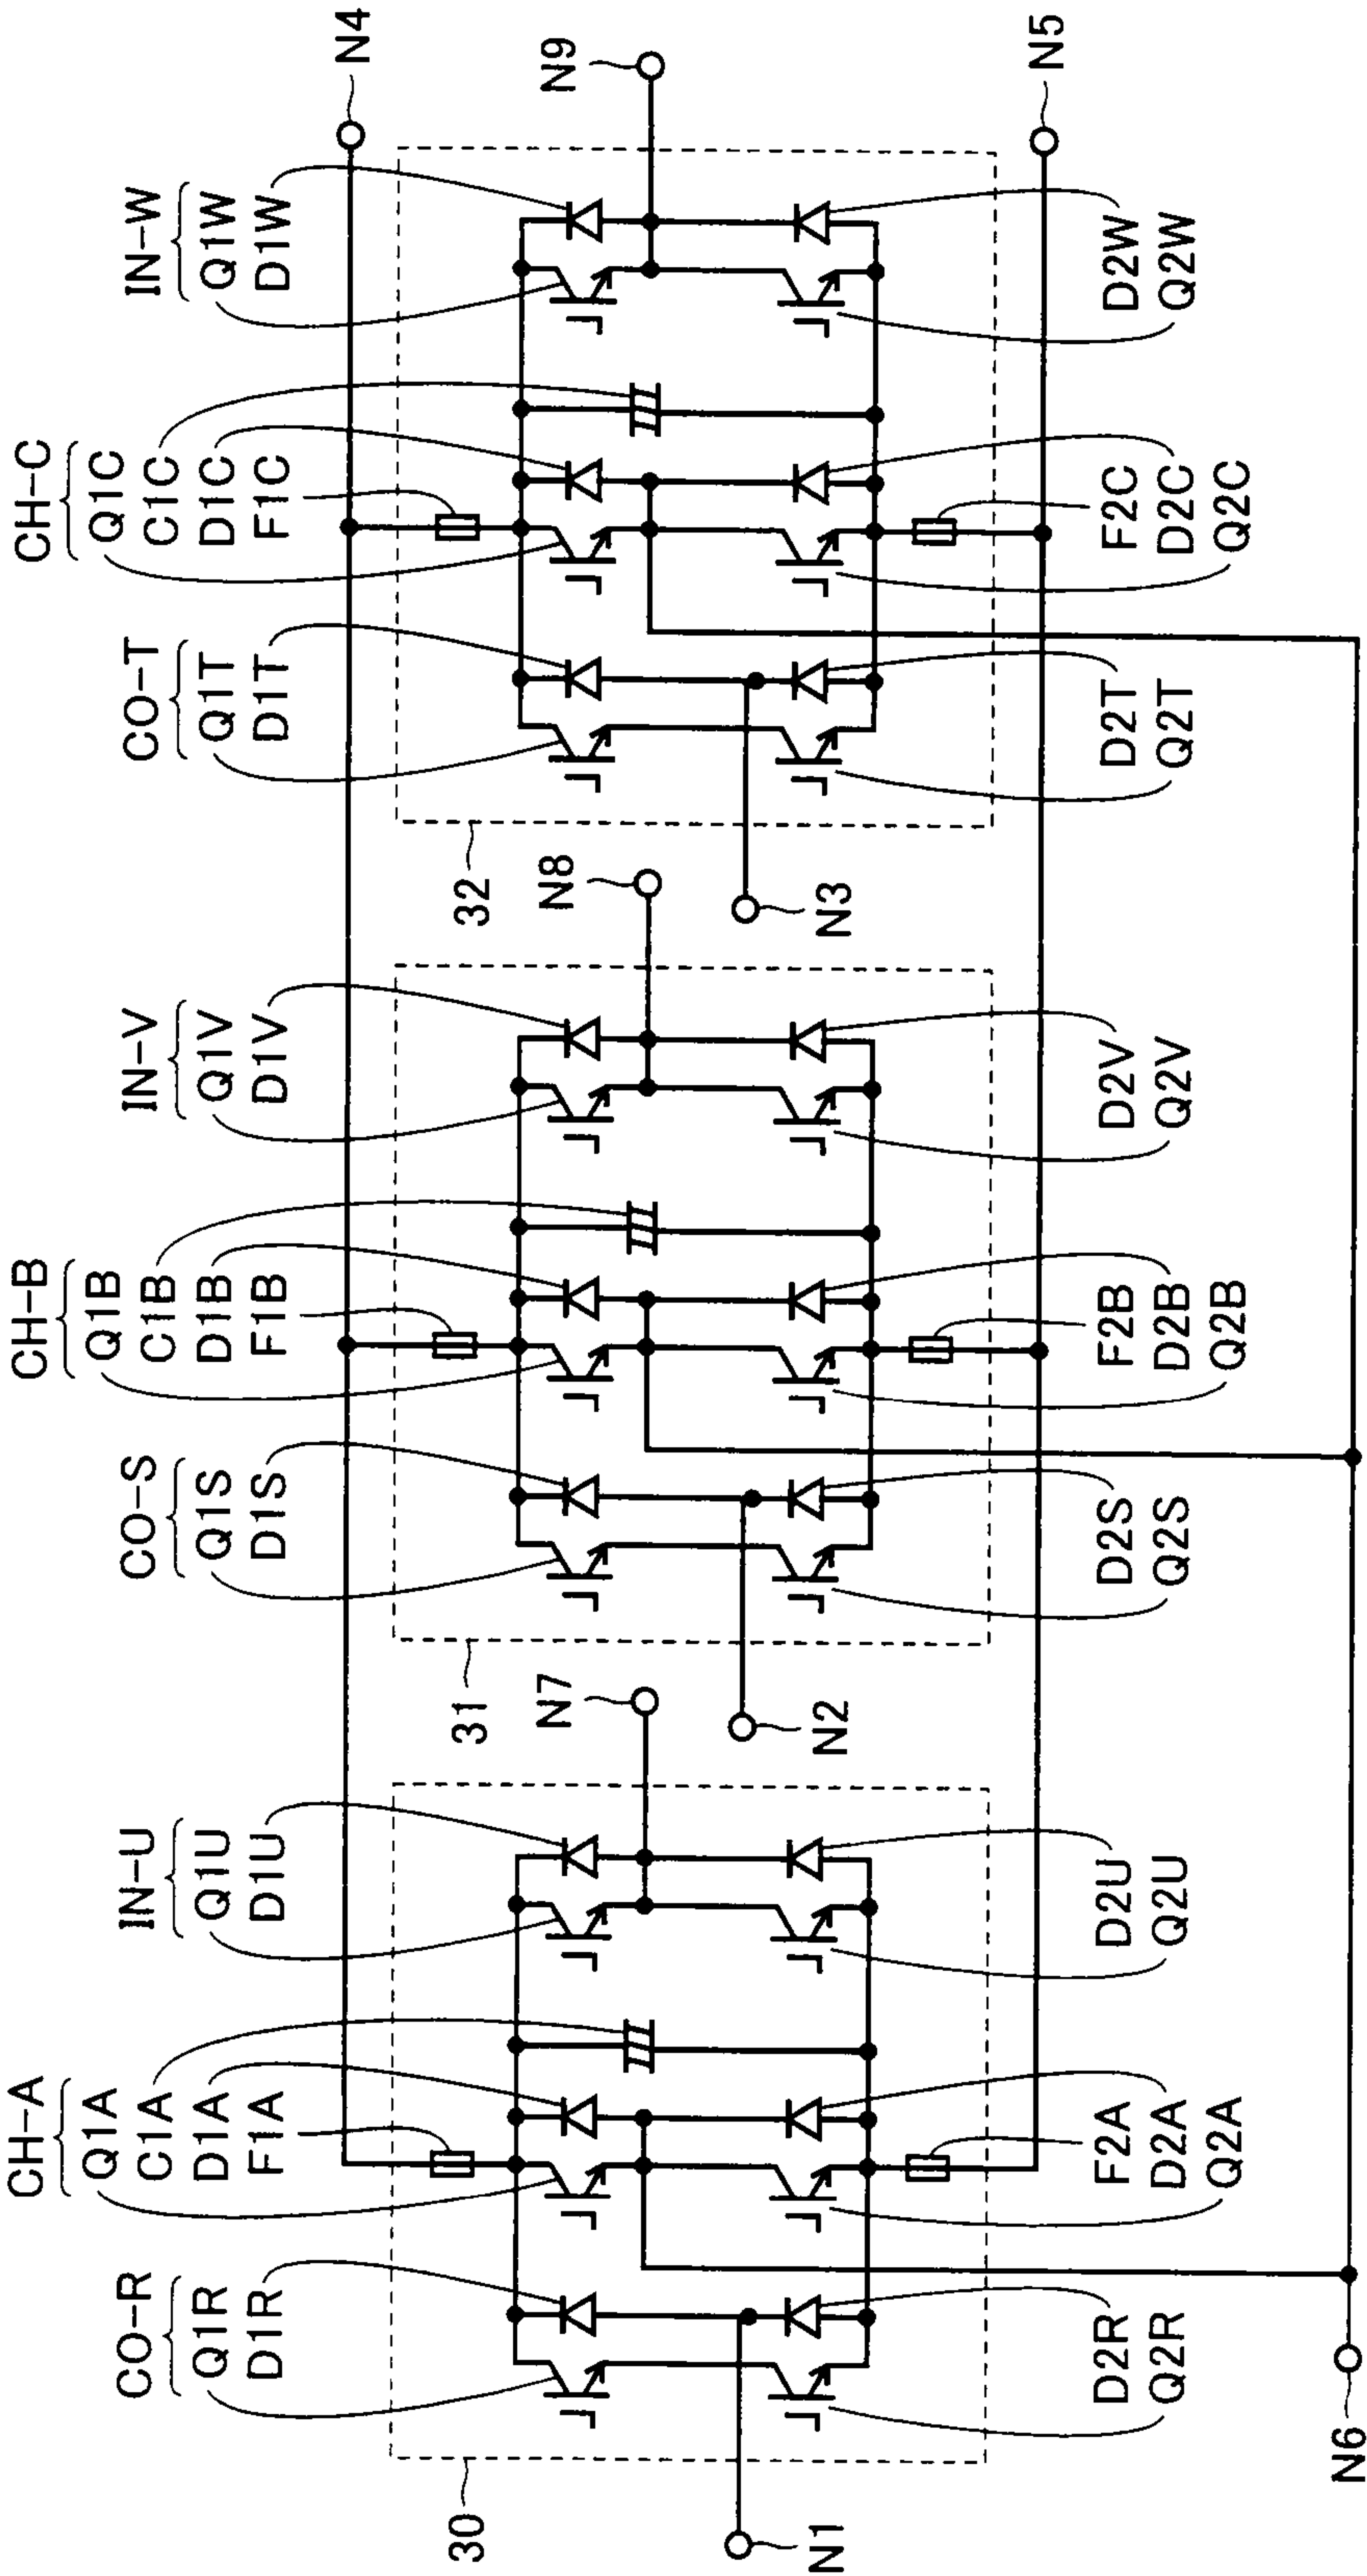 CO-R
Q1R
D1R
CH-A
Q1A
C1A
D1A
F1A
IN-U
Q1U
D1U
CO-S
Q1S
D1S
CH-B
Q1B
C1B
D1B
F1B
IN-V
Q1V
D1V
CO-T
Q1T
D1T
CH-C
Q1C
C1C
D1C
F1C
IN-W
Q1W
D1W
N4
30
31
32
N7
N8
N9
N1
N2
N3
N5
D2R
Q2R
F2A
D2A
Q2A
D2U
Q2U
D2S
Q2S
F2B
D2B
Q2B
D2V
Q2V
D2T
Q2T
F2C
D2C
Q2C
D2W
Q2W
N6